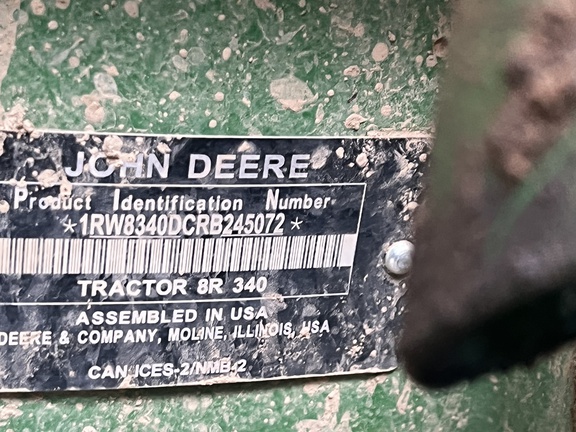 JOHN DEERE
Product Identification Number
*1RW8340DCRB245072*
TRACTOR 8R 340
ASSEMBLED IN USA
DEERE & COMPANY, MOLINE, ILLINOIS, USA
CAN ICES-2/NMB-2